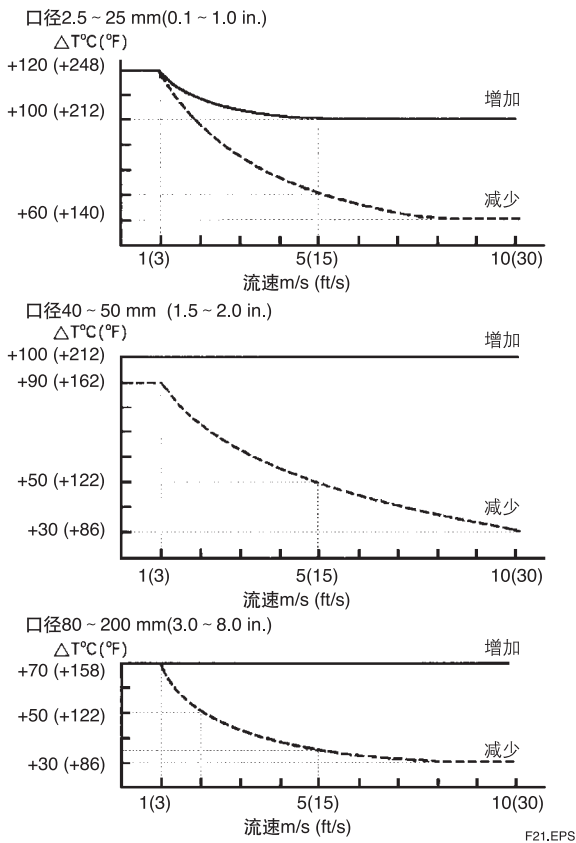 口径2.5 ~ 25 mm(0.1 ~ 1.0 in.)
△T°C(°F)
+120 (+248)
增加
+100 (+212)
减少
+60 (+140)
1(3) 5(15) 10(30)
流速m/s (ft/s)
口径40 ~ 50 mm (1.5 ~ 2.0 in.)
△T°C(°F)
+100 (+212)
增加
+90 (+162)
+50 (+122)
减少
+30 (+86)
1(3) 5(15) 10(30)
流速m/s (ft/s)
口径80 ~ 200 mm(3.0 ~ 8.0 in.)
△T°C(°F)
增加
+70 (+158)
+50 (+122)
减少
+30 (+86)
1(3) 5(15) 10(30)
流速m/s (ft/s)
F21.EPS